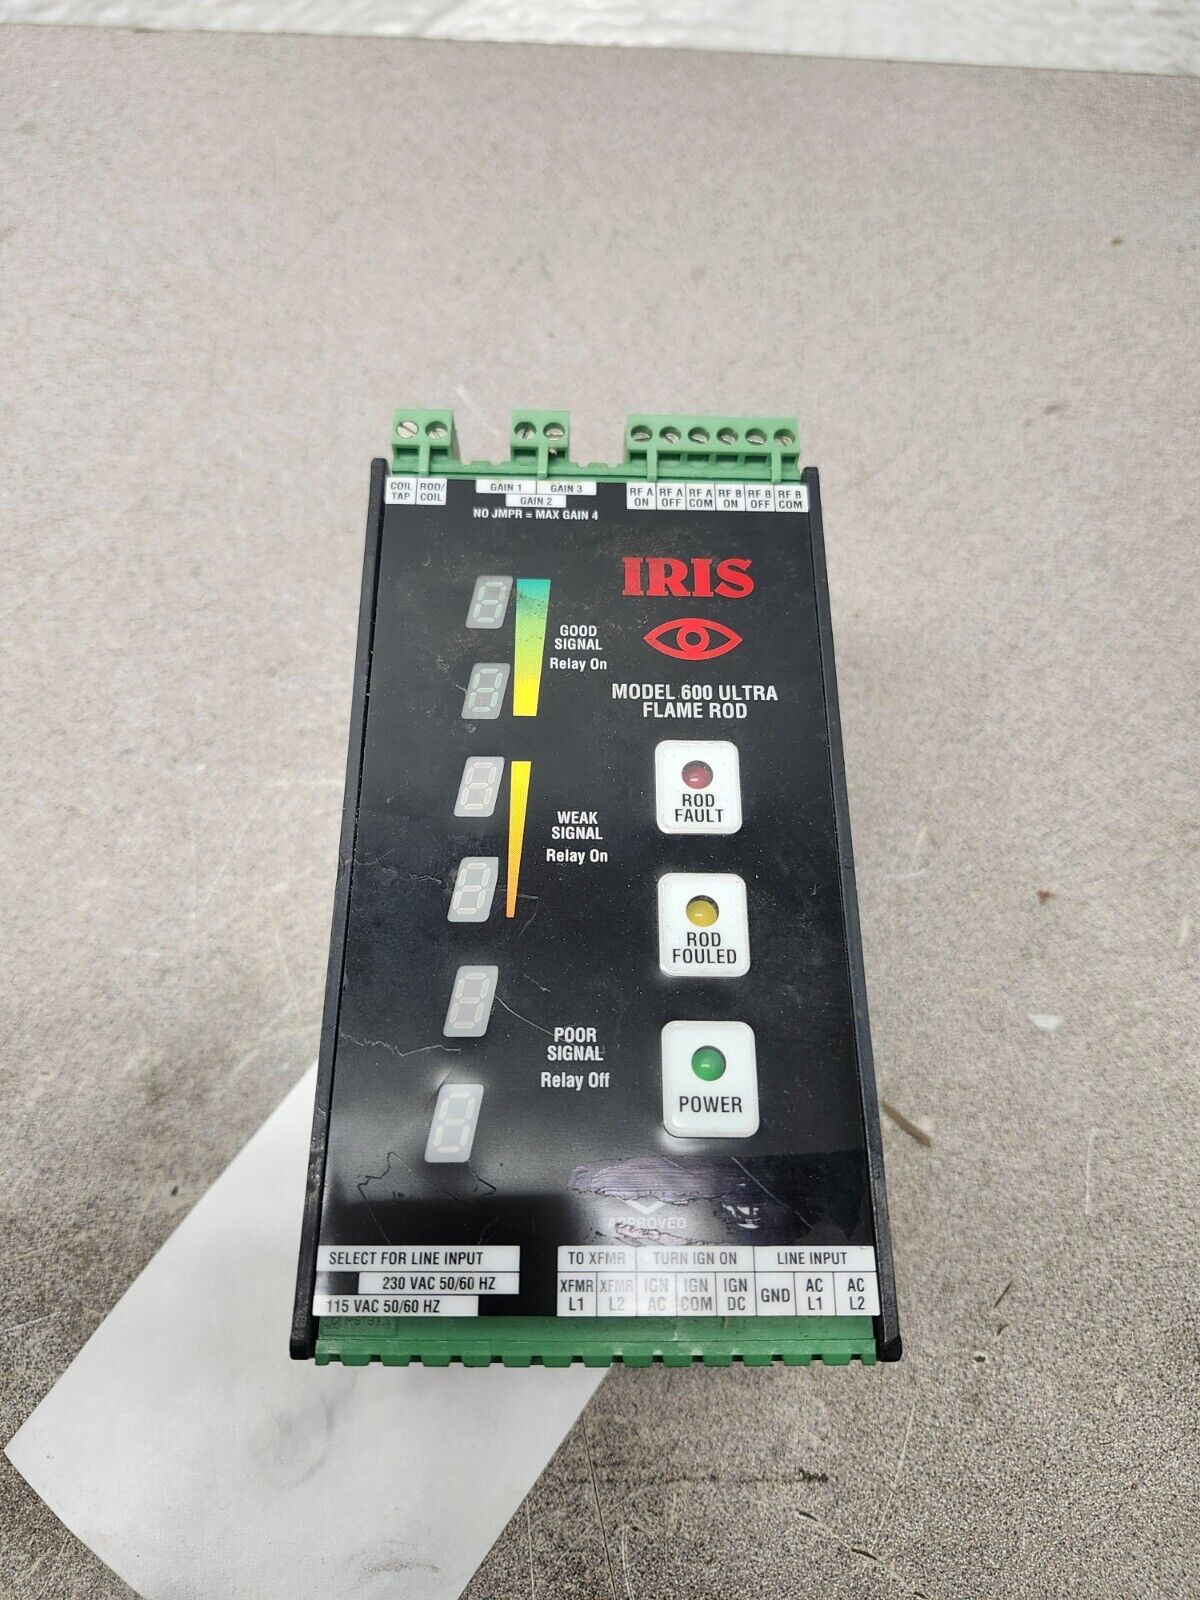 COIL TAP
ROD/ COIL
GAIN 1
GAIN 3
GAIN 2
NO JMPR = MAX GAIN 4
RF A ON
RF A OFF
RF A COM
RF B ON
RF B OFF
RF B COM
IRIS
GOOD
SIGNAL
Relay On
MODEL 600 ULTRA
FLAME ROD
ROD
FAULT
WEAK
SIGNAL
Relay On
ROD
FOULED
POOR
SIGNAL
Relay Off
POWER
APPROVED
SELECT FOR LINE INPUT
230 VAC 50/60 HZ
115 VAC 50/60 HZ
TO XFMR
TURN IGN ON
LINE INPUT
XFMR L1
XFMR L2
IGN AC
IGN COM
IGN DC
GND
AC L1
AC L2